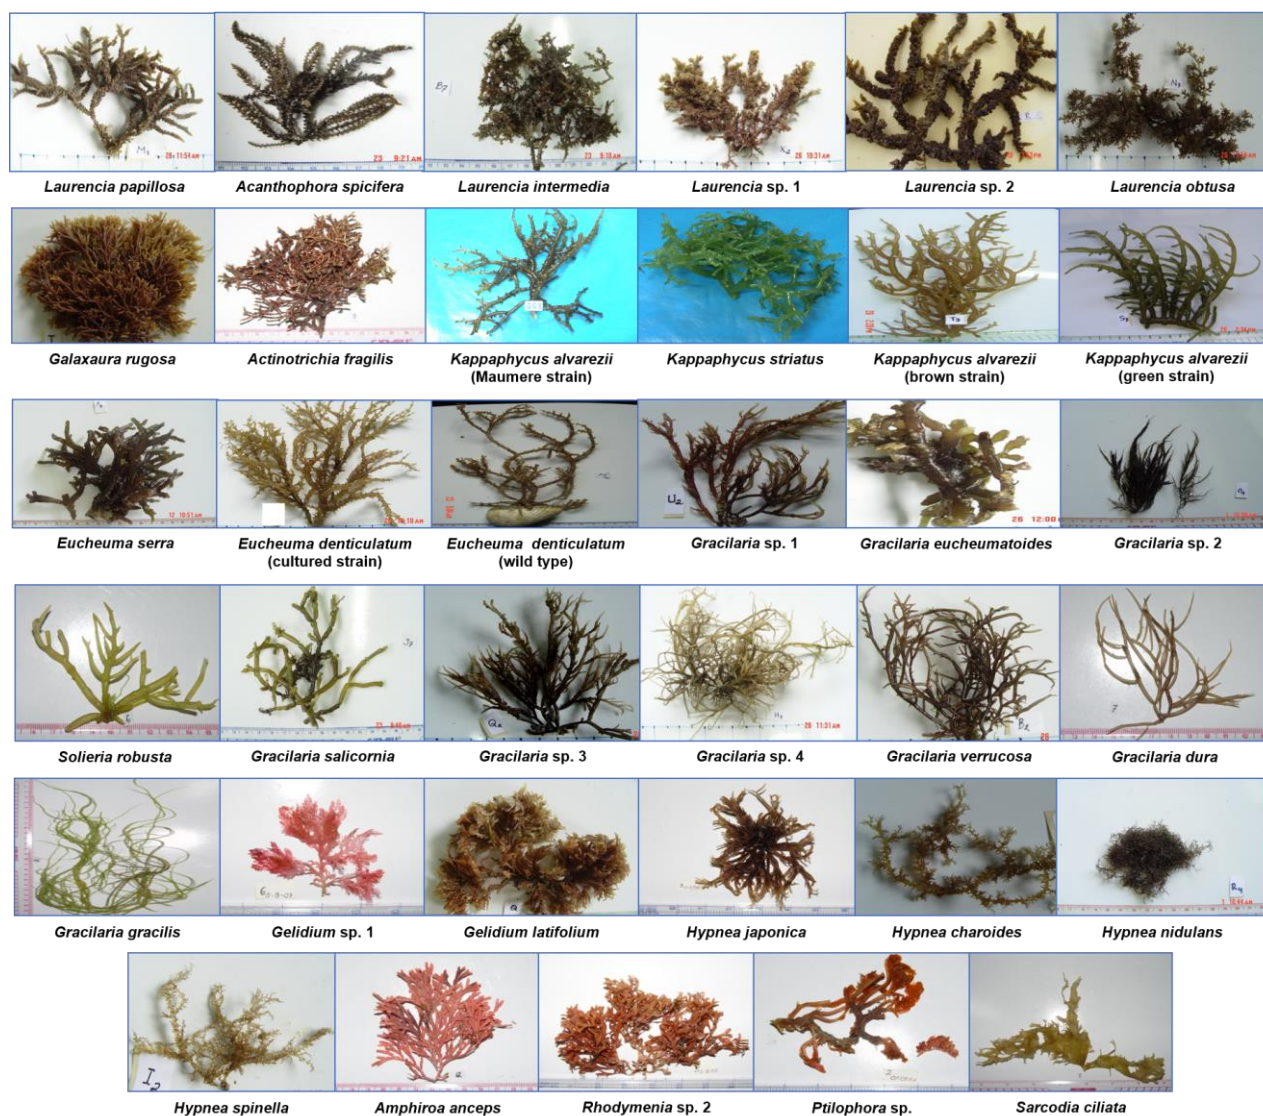 Laurencia papillosa
Acanthophora spicifera
Laurencia intermedia
Laurencia sp. 1
Laurencia sp. 2
Laurencia obtusa
Galaxaura rugosa
Actinotrichia fragilis
Kappaphycus alvarezii
(Maumere strain)
Kappaphycus striatus
Kappaphycus alvarezii
(brown strain)
Kappaphycus alvarezii
(green strain)
Eucheuma serra
Eucheuma denticulatum
(cultured strain)
Eucheuma denticulatum
(wild type)
Gracilaria sp. 1
Gracilaria eucheumatoides
Gracilaria sp. 2
Solieria robusta
Gracilaria salicornia
Gracilaria sp. 3
Gracilaria sp. 4
Gracilaria verrucosa
Gracilaria dura
Gracilaria gracilis
Gelidium sp. 1
Gelidium latifolium
Hypnea japonica
Hypnea charoides
Hypnea nidulans
Hypnea spinella
Amphiroa anceps
Rhodymenia sp. 2
Ptilophora sp.
Sarcodia ciliata